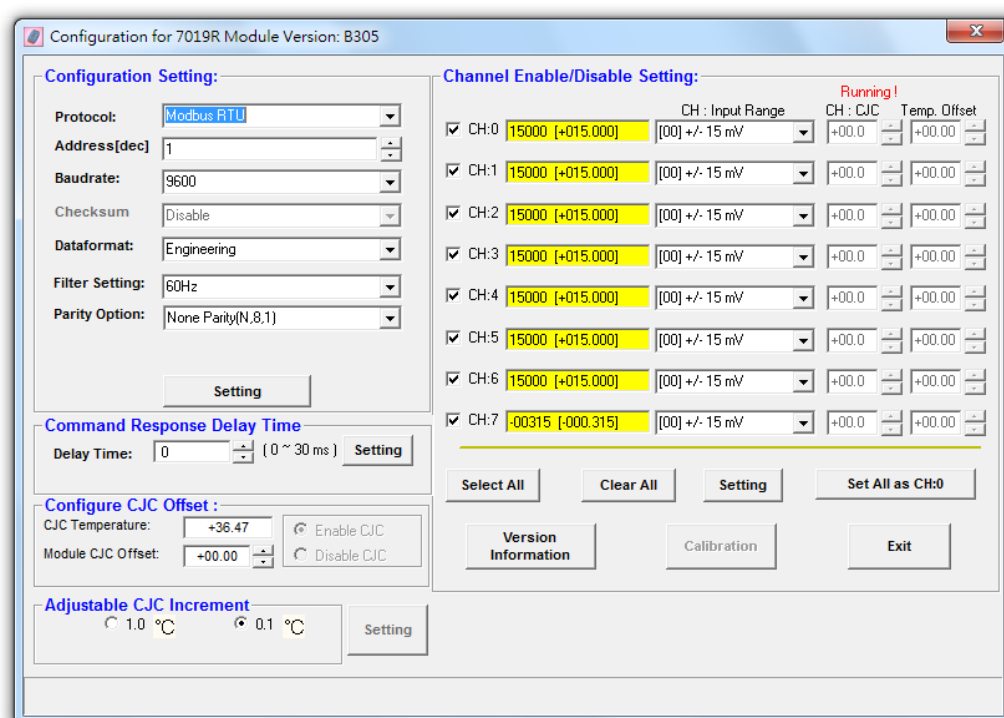 Configuration for 7019R Module Version: B305
Configuration Setting:
Protocol: Modbus RTU
Address[dec] 1
Baudrate: 9600
Checksum Disable
Dataformat: Engineering
Filter Setting: 60Hz
Parity Option: None Parity(N,8,1)
Setting
Command Response Delay Time
Delay Time: 0 ( 0 ~ 30 ms ) Setting
Configure CJC Offset :
CJC Temperature: +36.47
Module CJC Offset: +00.00
Enable CJC
Disable CJC
Adjustable CJC Increment
1.0 °C 0.1 °C
Setting
Channel Enable/Disable Setting:
Running !
CH : Input Range CH : CJC Temp. Offset
CH:0 15000 [+015.000] [00] +/- 15 mV +00.0 +00.00
CH:1 15000 [+015.000] [00] +/- 15 mV +00.0 +00.00
CH:2 15000 [+015.000] [00] +/- 15 mV +00.0 +00.00
CH:3 15000 [+015.000] [00] +/- 15 mV +00.0 +00.00
CH:4 15000 [+015.000] [00] +/- 15 mV +00.0 +00.00
CH:5 15000 [+015.000] [00] +/- 15 mV +00.0 +00.00
CH:6 15000 [+015.000] [00] +/- 15 mV +00.0 +00.00
CH:7 -00315 [-000.315] [00] +/- 15 mV +00.0 +00.00
Select All Clear All Setting Set All as CH:0
Version
Information
Calibration
Exit